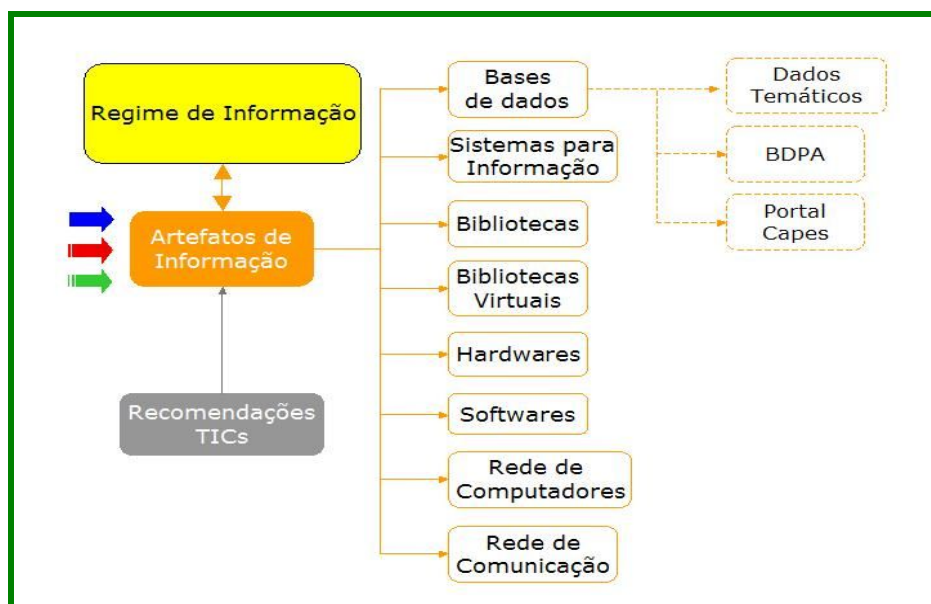 Regime de Informação
Artefatos de
Informação
Recomendações
TICs
Bases
de dados
Sistemas para
Informação
Bibliotecas
Bibliotecas
Virtuais
Hardwares
Softwares
Rede de
Computadores
Rede de
Comunicação
Dados
Temáticos
BDPA
Portal
Capes